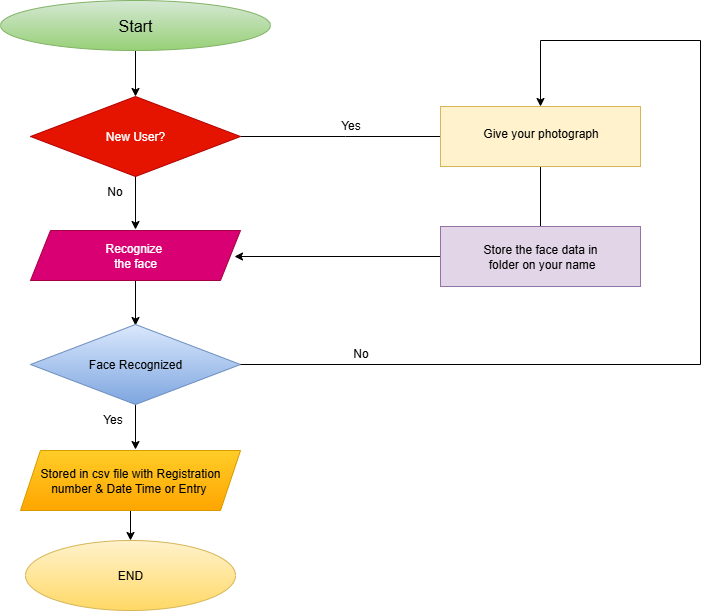 Start
New User?
Yes
Give your photograph
No
Recognize
the face
Store the face data in
folder on your name
Face Recognized
No
Yes
Stored in csv file with Registration
number & Date Time or Entry
END